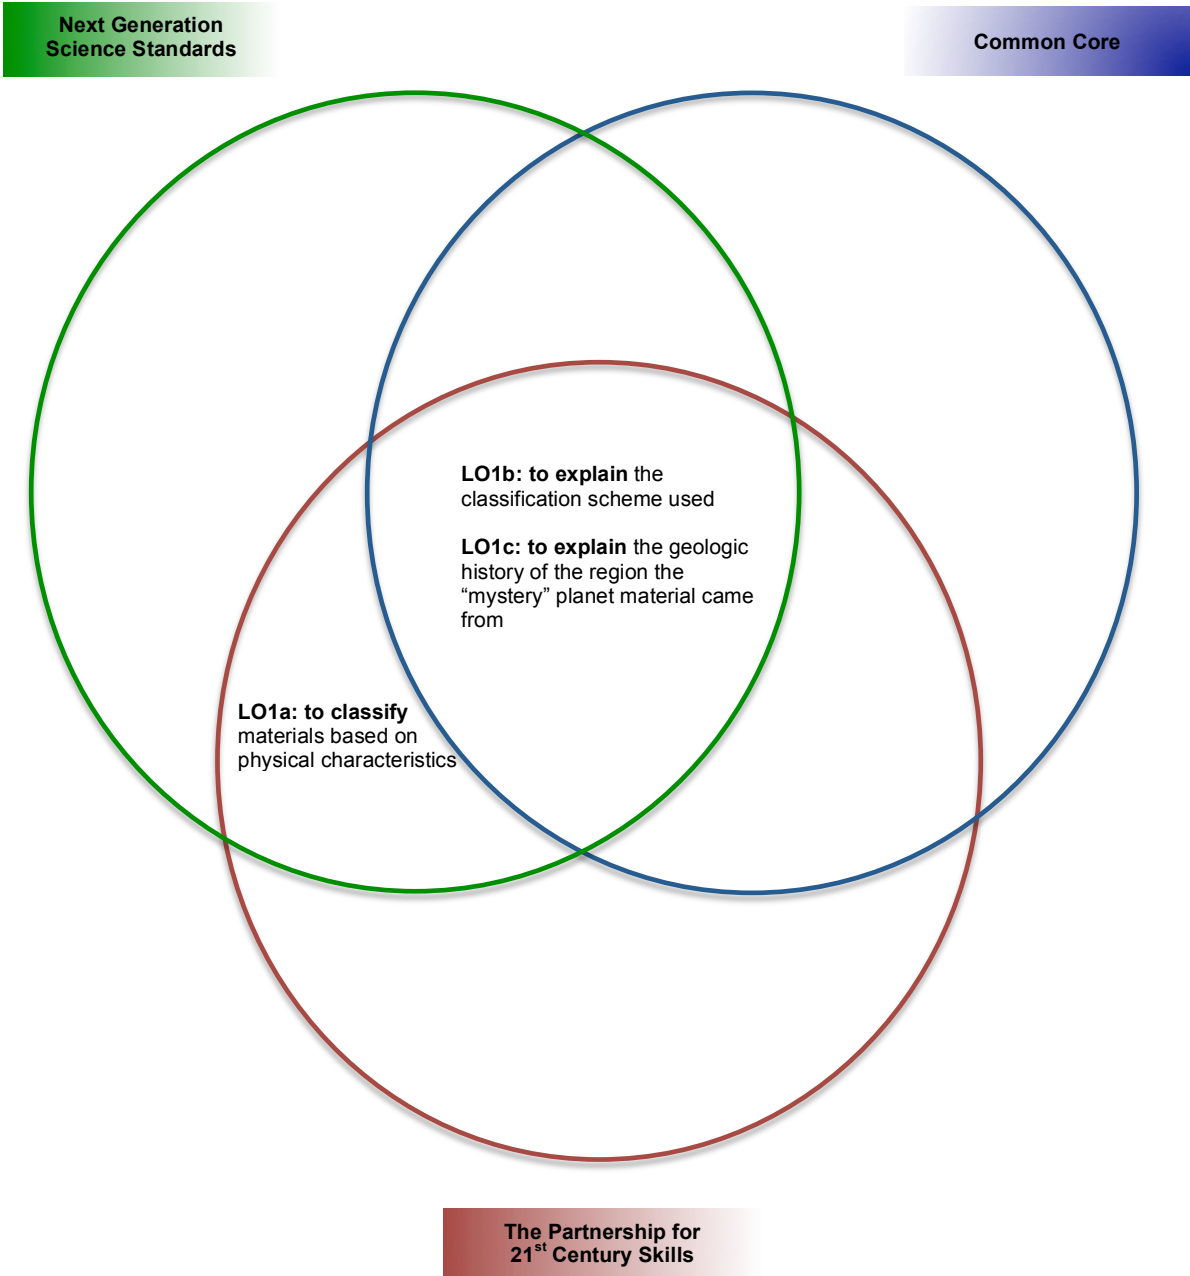 Next Generation
Science Standards
Common Core
LO1b: to explain the
classification scheme used
LO1c: to explain the geologic
history of the region the
“mystery” planet material came
from
LO1a: to classify
materials based on
physical characteristics
The Partnership for
21st Century Skills